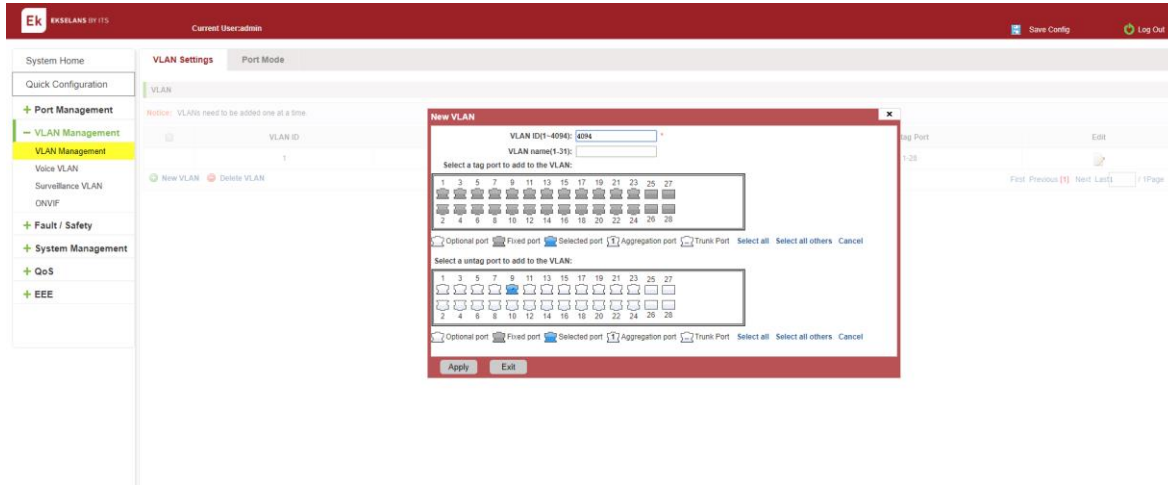 Ek EKSELANS BY ITS
Current User:admin
Save Config
Log Out
System Home
Quick Configuration
+ Port Management
− VLAN Management
VLAN Management
Voice VLAN
Surveillance VLAN
ONVIF
+ Fault / Safety
+ System Management
+ QoS
+ EEE
VLAN Settings Port Mode
VLAN
Notice: VLANs need to be added one at a time.
VLAN ID tag Port Edit
1 1-28
New VLAN Delete VLAN First Previous [1] Next Last 1 / 1Page
New VLAN x
VLAN ID(1~4094): 4094 *
VLAN name(1-31):
Select a tag port to add to the VLAN:
1 3 5 7 9 11 13 15 17 19 21 23 25 27
2 4 6 8 10 12 14 16 18 20 22 24 26 28
Optional port Fixed port Selected port 1 Aggregation port Trunk Port Select all Select all others Cancel
Select a untag port to add to the VLAN:
1 3 5 7 9 11 13 15 17 19 21 23 25 27
2 4 6 8 10 12 14 16 18 20 22 24 26 28
Optional port Fixed port Selected port 1 Aggregation port Trunk Port Select all Select all others Cancel
Apply Exit